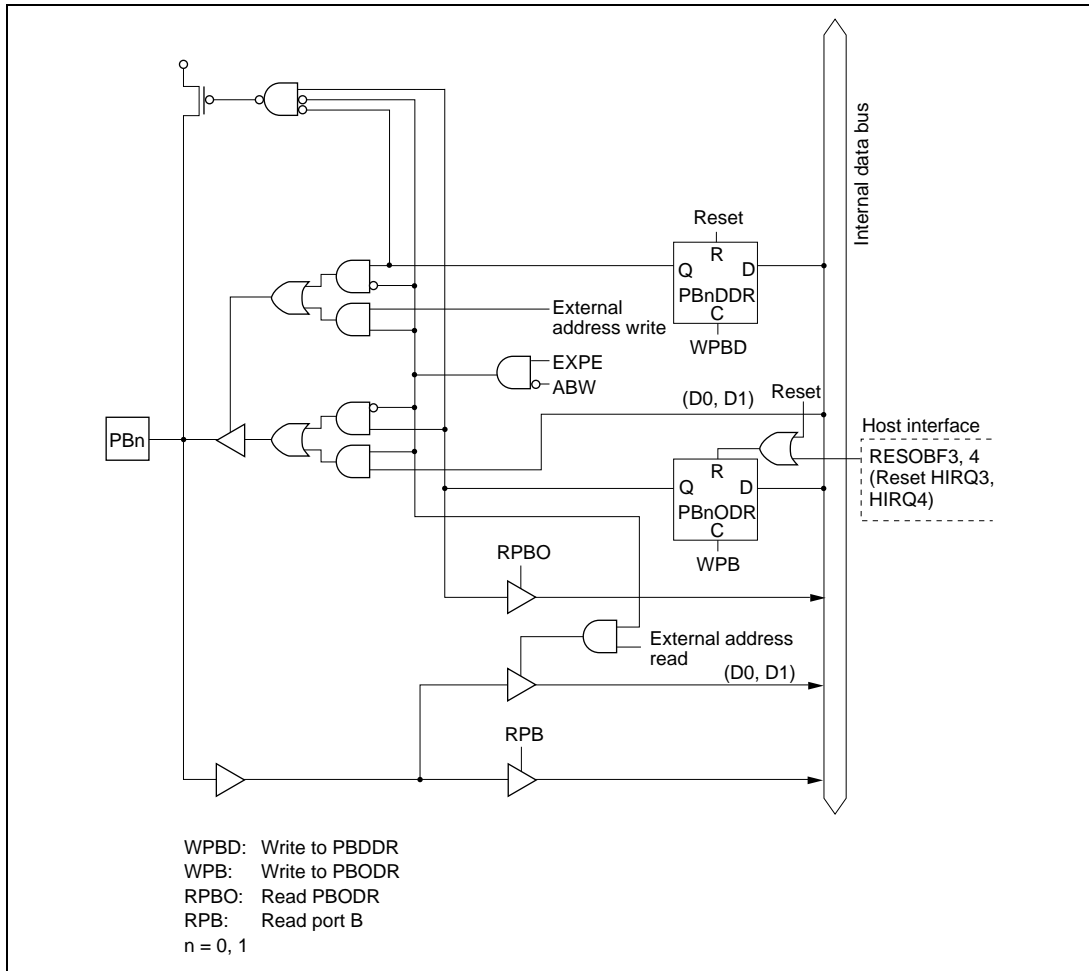 Internal data bus
Reset
R
Q
D
PBnDDR
C
WPBD
External
address write
EXPE
ABW
(D0, D1)
Reset
Host interface
RESOBF3, 4
(Reset HIRQ3,
HIRQ4)
PBn
R
Q
D
PBnODR
C
WPB
RPBO
External address
read
(D0, D1)
RPB
WPBD: Write to PBDDR
WPB: Write to PBODR
RPBO: Read PBODR
RPB: Read port B
n = 0, 1